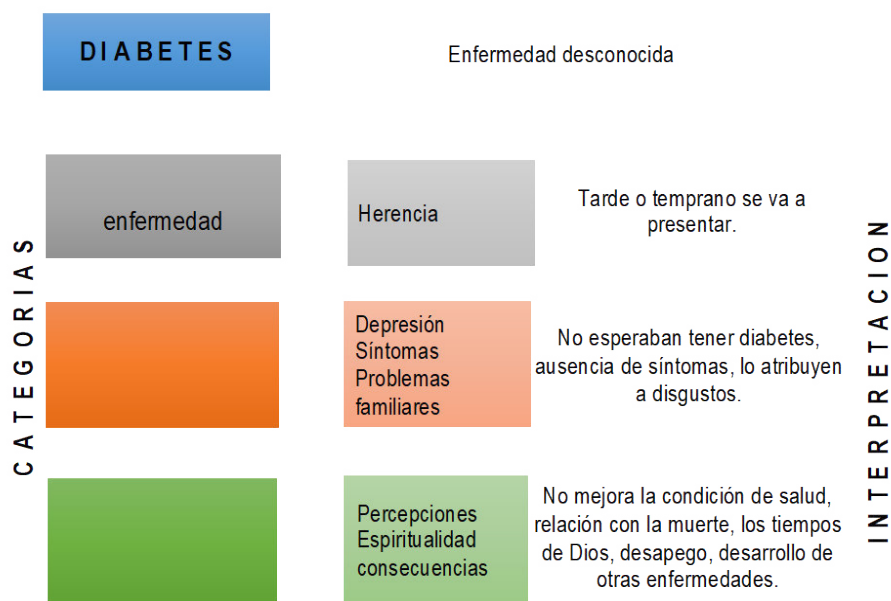 DIABETES
Enfermedad desconocida
CATEGORIAS
enfermedad
Herencia
Tarde o temprano se va a
presentar.
Depresión
Síntomas
Problemas
familiares
No esperaban tener diabetes,
ausencia de síntomas, lo atribuyen
a disgustos.
Percepciones
Espiritualidad
consecuencias
No mejora la condición de salud,
relación con la muerte, los tiempos
de Dios, desapego, desarrollo de
otras enfermedades.
INTERPRETACION